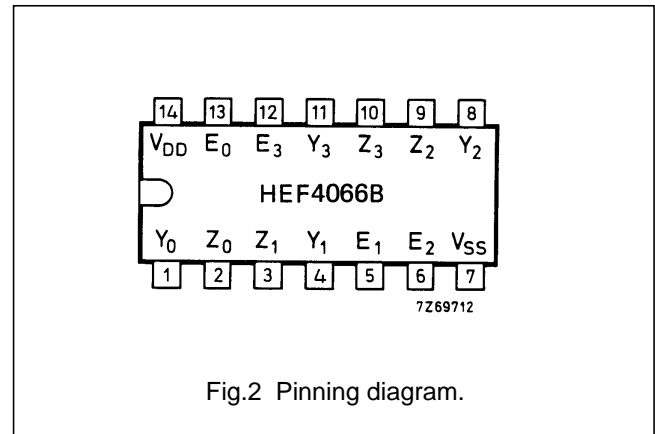 14 13 12 11 10 9 8
VDD E0 E3 Y3 Z3 Z2 Y2
HEF4066B
Y0 Z0 Z1 Y1 E1 E2 VSS
1 2 3 4 5 6 7
7Z69712
Fig.2 Pinning diagram.